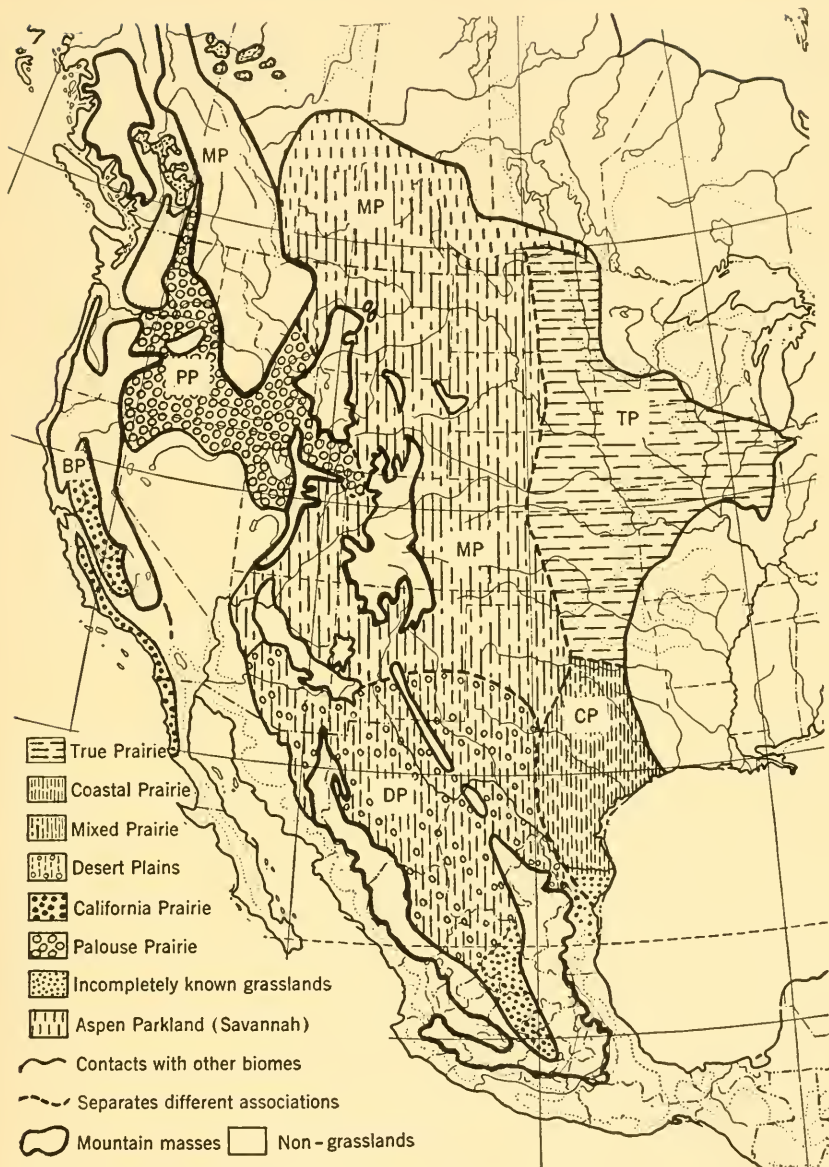 MP
MP
PP
TP
BP
MP
CP
DP
True Prairie
Coastal Prairie
Mixed Prairie
Desert Plains
California Prairie
Palouse Prairie
Incompletely known grasslands
Aspen Parkland (Savannah)
Contacts with other biomes
Separates different associations
Mountain masses Non-grasslands